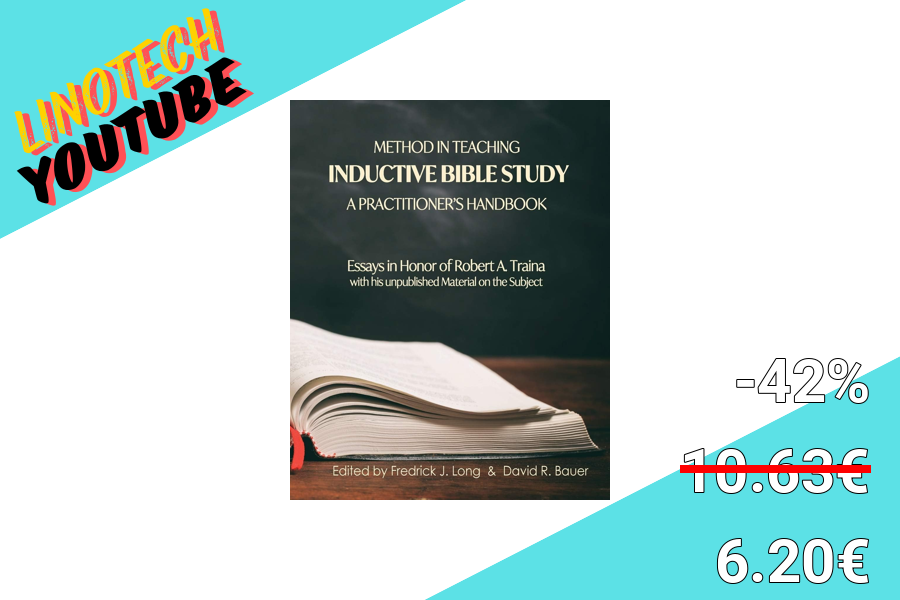 LINOTECH
YOUTUBE
METHOD IN TEACHING
INDUCTIVE BIBLE STUDY
A PRACTITIONER'S HANDBOOK
Essays in Honor of Robert A. Traina
with his unpublished Material on the Subject
Edited by Fredrick J. Long & David R. Bauer
-42%
10.63€
6.20€